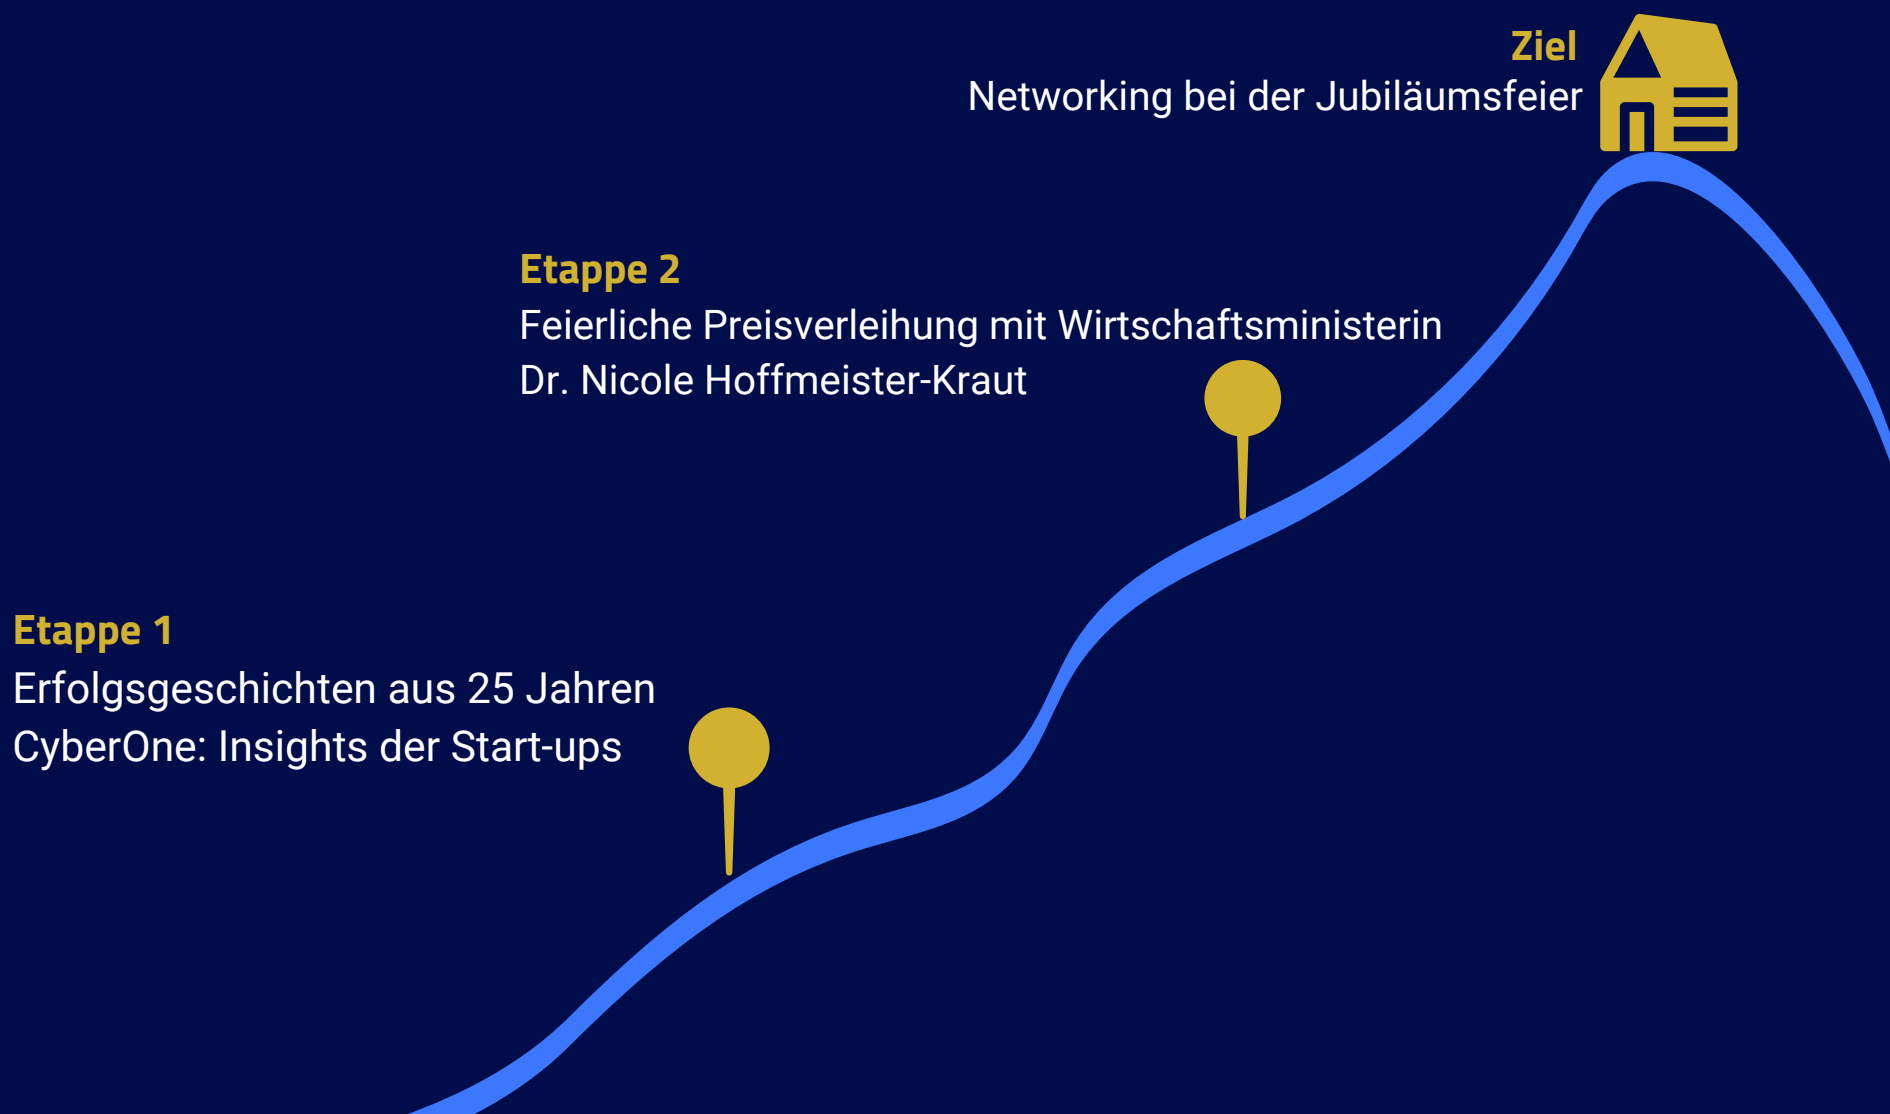 Ziel
Networking bei der Jubiläumsfeier
Etappe 2
Feierliche Preisverleihung mit Wirtschaftsministerin
Dr. Nicole Hoffmeister-Kraut
Etappe 1
Erfolgsgeschichten aus 25 Jahren
CyberOne: Insights der Start-ups